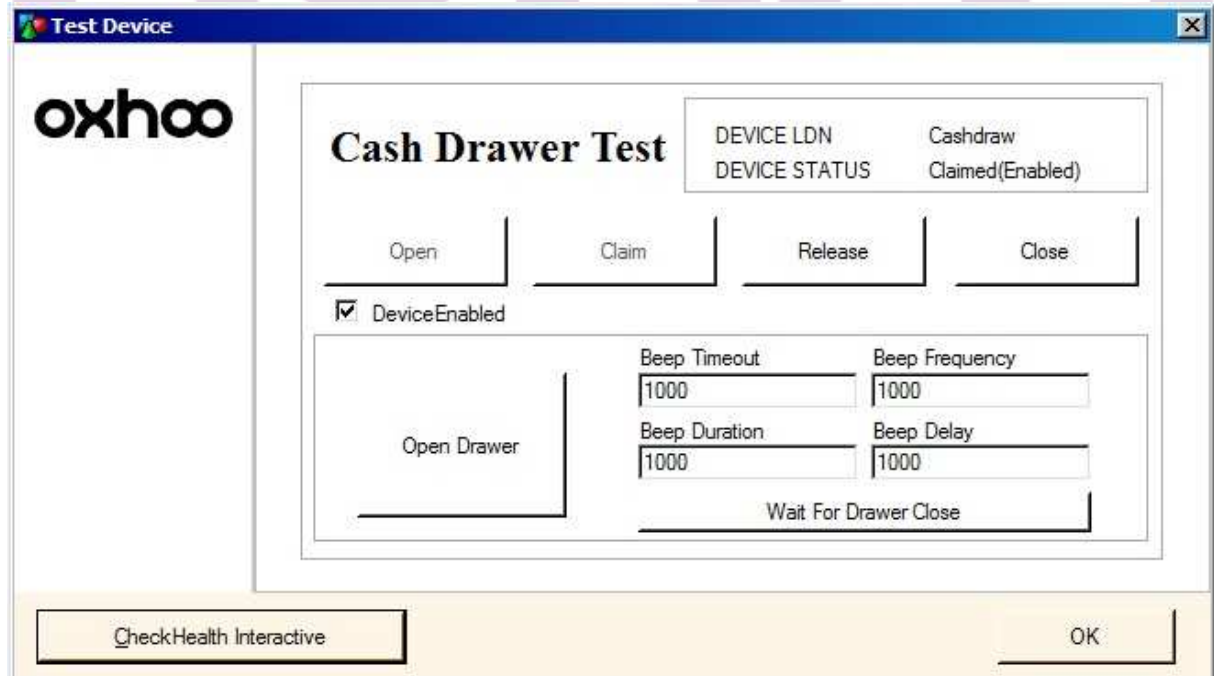 Test Device
oxhoo
Cash Drawer Test
DEVICE LDN Cashdraw
DEVICE STATUS Claimed(Enabled)
Open Claim Release Close
DeviceEnabled
Open Drawer
Beep Timeout Beep Frequency
1000 1000
Beep Duration Beep Delay
1000 1000
Wait For Drawer Close
CheckHealth Interactive OK